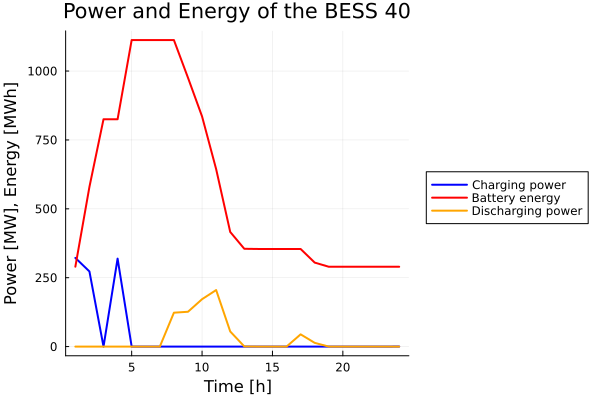 Power and Energy of the BESS 40
Power [MW], Energy [MWh]
1000
750
500
250
0
5
10
15
20
Time [h]
Charging power
Battery energy
Discharging power